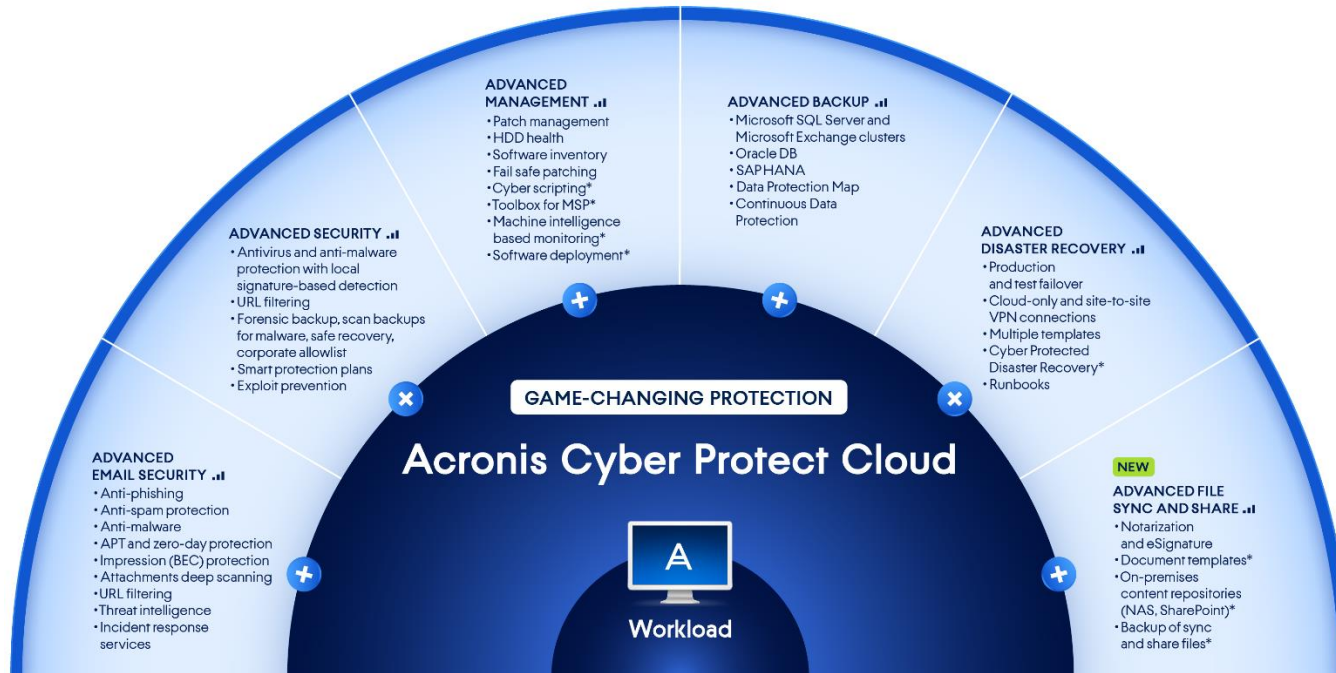 ADVANCED
MANAGEMENT
• Patch management
• HDD health
• Software inventory
• Fail safe patching
• Cyber scripting*
• Toolbox for MSP*
• Machine intelligence
based monitoring*
• Software deployment*
ADVANCED BACKUP
• Microsoft SQL Server and
Microsoft Exchange clusters
• Oracle DB
• SAP HANA
• Data Protection Map
• Continuous Data
Protection
ADVANCED SECURITY
• Antivirus and anti-malware
protection with local
signature-based detection
• URL filtering
• Forensic backup, scan backups
for malware, safe recovery,
corporate allowlist
• Smart protection plans
• Exploit prevention
ADVANCED
DISASTER RECOVERY
• Production
and test failover
• Cloud-only and site-to-site
VPN connections
• Multiple templates
• Cyber Protected
Disaster Recovery*
• Runbooks
GAME-CHANGING PROTECTION
Acronis Cyber Protect Cloud
ADVANCED
EMAIL SECURITY
• Anti-phishing
• Anti-spam protection
• Anti-malware
• APT and zero-day protection
• Impression (BEC) protection
• Attachments deep scanning
• URL filtering
• Threat intelligence
• Incident response
services
NEW
ADVANCED FILE
SYNC AND SHARE
• Notarization
and eSignature
• Document templates*
• On-premises
content repositories
(NAS, SharePoint)*
• Backup of sync
and share files*
A
Workload